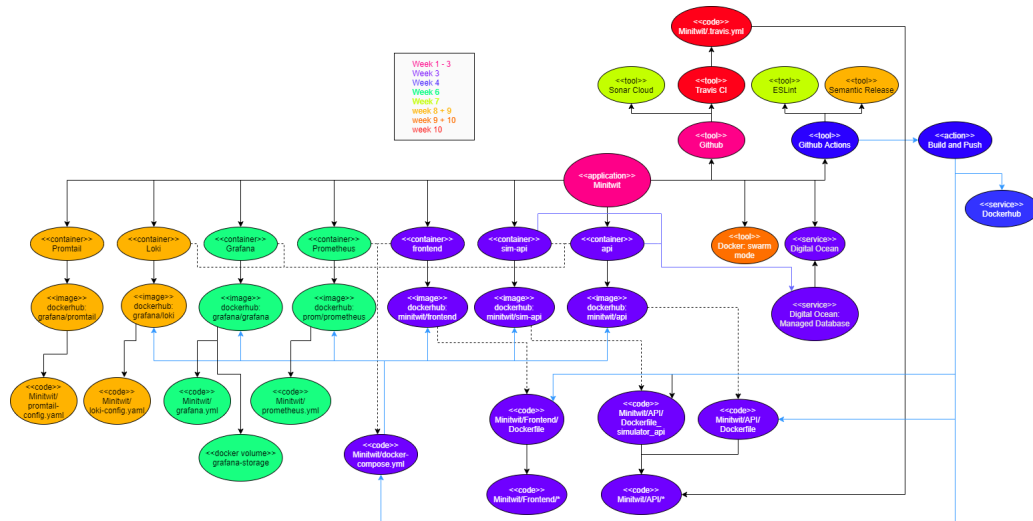 <<code>>
Minitwit/.travis.yml
Week 1 - 3
Week 3
Week 4
Week 6
Week 7
week 8 + 9
week 9 + 10
week 10
<<tool>>
Sonar Cloud
<<tool>>
Travis CI
<<tool>>
ESLint
<<tool>>
Semantic Release
<<tool>>
Github
<<tool>>
Github Actions
<<action>>
Build and Push
<<application>>
Minitwit
<<service>>
Dockerhub
<<container>>
Promtail
<<container>>
Loki
<<container>>
Grafana
<<container>>
Prometheus
<<container>>
frontend
<<container>>
sim-api
<<container>>
api
<<tool>>
Docker: swarm
mode
<<service>>
Digital Ocean
<<image>>
dockerhub:
grafana/promtail
<<image>>
dockerhub:
grafana/loki
<<image>>
dockerhub:
grafana/grafana
<<image>>
dockerhub:
prom/prometheus
<<image>>
dockerhub:
minitwit/frontend
<<image>>
dockerhub:
minitwit/sim-api
<<image>>
dockerhub:
minitwit/api
<<service>>
Digital Ocean:
Managed Database
<<code>>
Minitwit/
promtail-
config.yaml
<<code>>
Minitwit/
loki-config.yaml
<<code>>
Minitwit/
grafana.yml
<<code>>
Minitwit/
prometheus.yml
<<code>>
Minitwit/Frontend/
Dockerfile
<<code>>
Minitwit/API/
Dockerfile_
simulator_api
<<code>>
Minitwit/API/
Dockerfile
<<docker volume>>
grafana-storage
<<code>>
Minitwit/docker-
compose.yml
<<code>>
Minitwit/Frontend/*
<<code>>
Minitwit/API/*